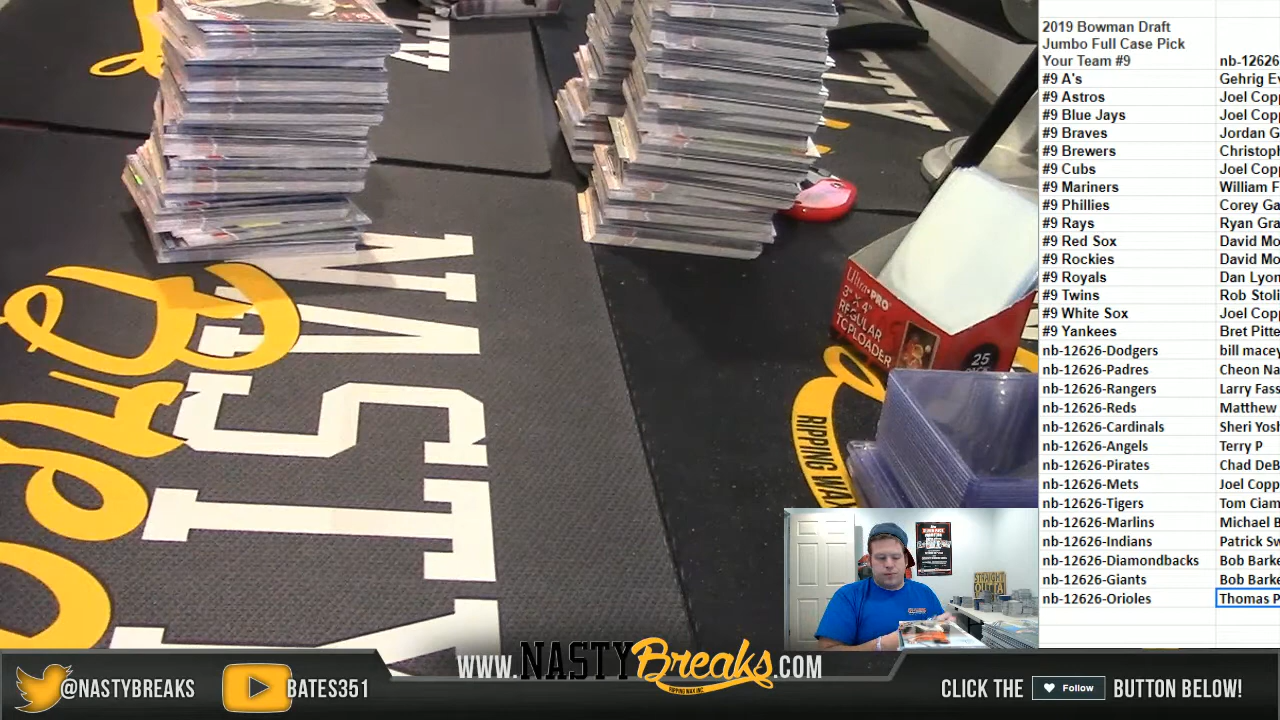 2019 Bowman Draft
Jumbo Full Case Pick
Your Team #9 nb-12626
#9 A's Gehrig Ev
#9 Astros Joel Copp
#9 Blue Jays Joel Copp
#9 Braves Jordan G
#9 Brewers Christoph
#9 Cubs Joel Copp
#9 Mariners William F
#9 Phillies Corey Ga
#9 Rays Ryan Gra
#9 Red Sox David Mo
#9 Rockies David Mo
#9 Royals Dan Lyon
#9 Twins Rob Stoli
#9 White Sox Joel Copp
#9 Yankees Bret Pitte
nb-12626-Dodgers bill macey
nb-12626-Padres Cheon Na
nb-12626-Rangers Larry Fass
nb-12626-Reds Matthew
nb-12626-Cardinals Sheri Yosh
nb-12626-Angels Terry P
nb-12626-Pirates Chad DeB
nb-12626-Mets Joel Copp
nb-12626-Tigers Tom Ciam
nb-12626-Marlins Michael B
nb-12626-Indians Patrick Sw
nb-12626-Diamondbacks Bob Barke
nb-12626-Giants Bob Barke
nb-12626-Orioles Thomas P
Ultra•PRO
3" X 4"
REGULAR
TOPLOADER
25
RIPPING WAX
NASTY
STRAIGHT
OUTTA
@NASTYBREAKS
BATES351
WWW.NASTYBreaks.COM
RIPPING WAX INC.
CLICK THE Follow BUTTON BELOW!